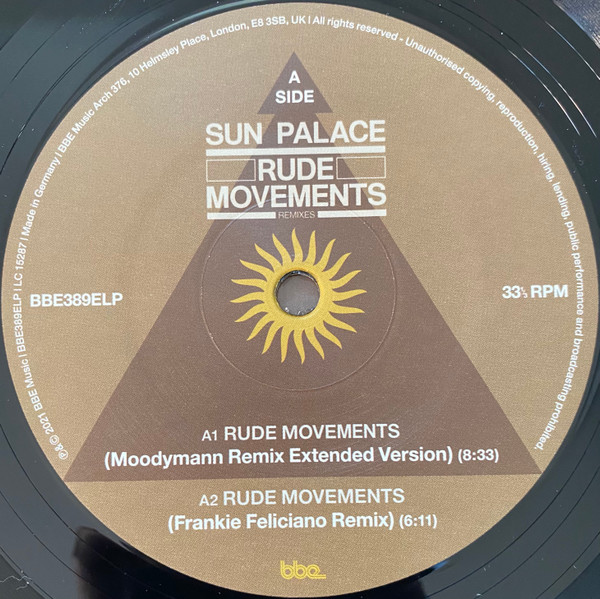 ℗&© 2021 BBE Music | BBE389ELP | LC 15287 | Made in Germany | BBE Music Arch 376, 10 Helmsley Place, London, E8 3SB, UK | All rights reserved - Unauthorised copying, reproduction, hiring, lending, public performance and broadcasting prohibited.
A
SIDE
SUN PALACE
RUDE
MOVEMENTS
REMIXES
BBE389ELP
33⅓ RPM
A1 RUDE MOVEMENTS
(Moodymann Remix Extended Version) (8:33)
A2 RUDE MOVEMENTS
(Frankie Feliciano Remix) (6:11)
bbe